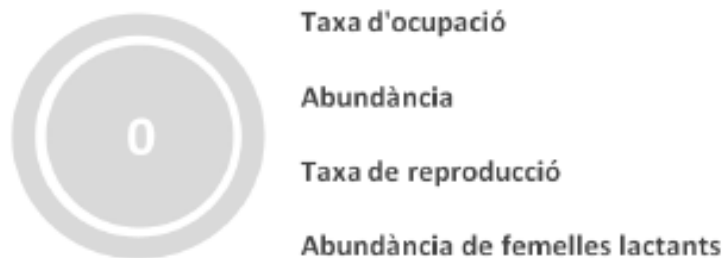 0
Taxa d'ocupació
Abundància
Taxa de reproducció
Abundància de femelles lactants